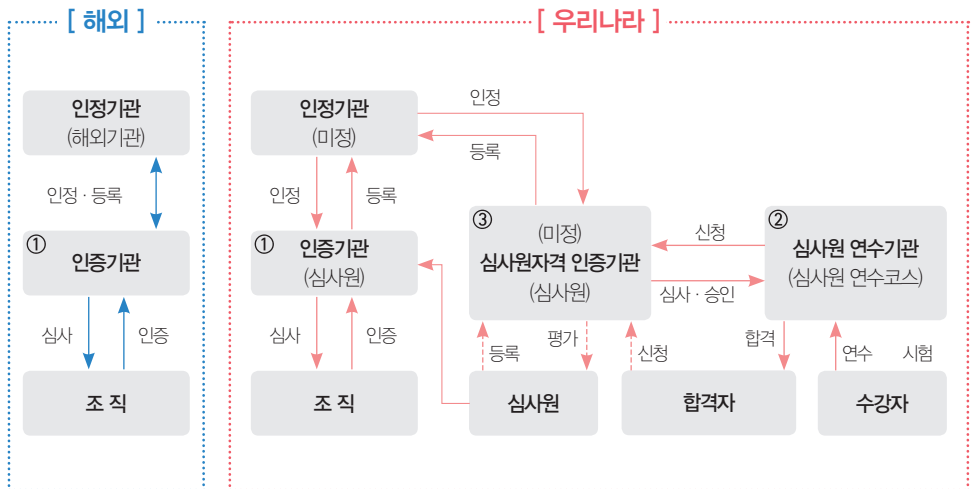 [ 해외 ]
[ 우리나라 ]
인정기관
(해외기관)
인정 · 등록
①
인증기관
심사
인증
조 직
인정기관
(미정)
인정
등록
인정
등록
①
인증기관
(심사원)
심사
인증
조 직
③
(미정)
심사원자격 인증기관
(심사원)
신청
심사 · 승인
②
심사원 연수기관
(심사원 연수코스)
등록
평가
신청
합격
연수
시험
심사원
합격자
수강자